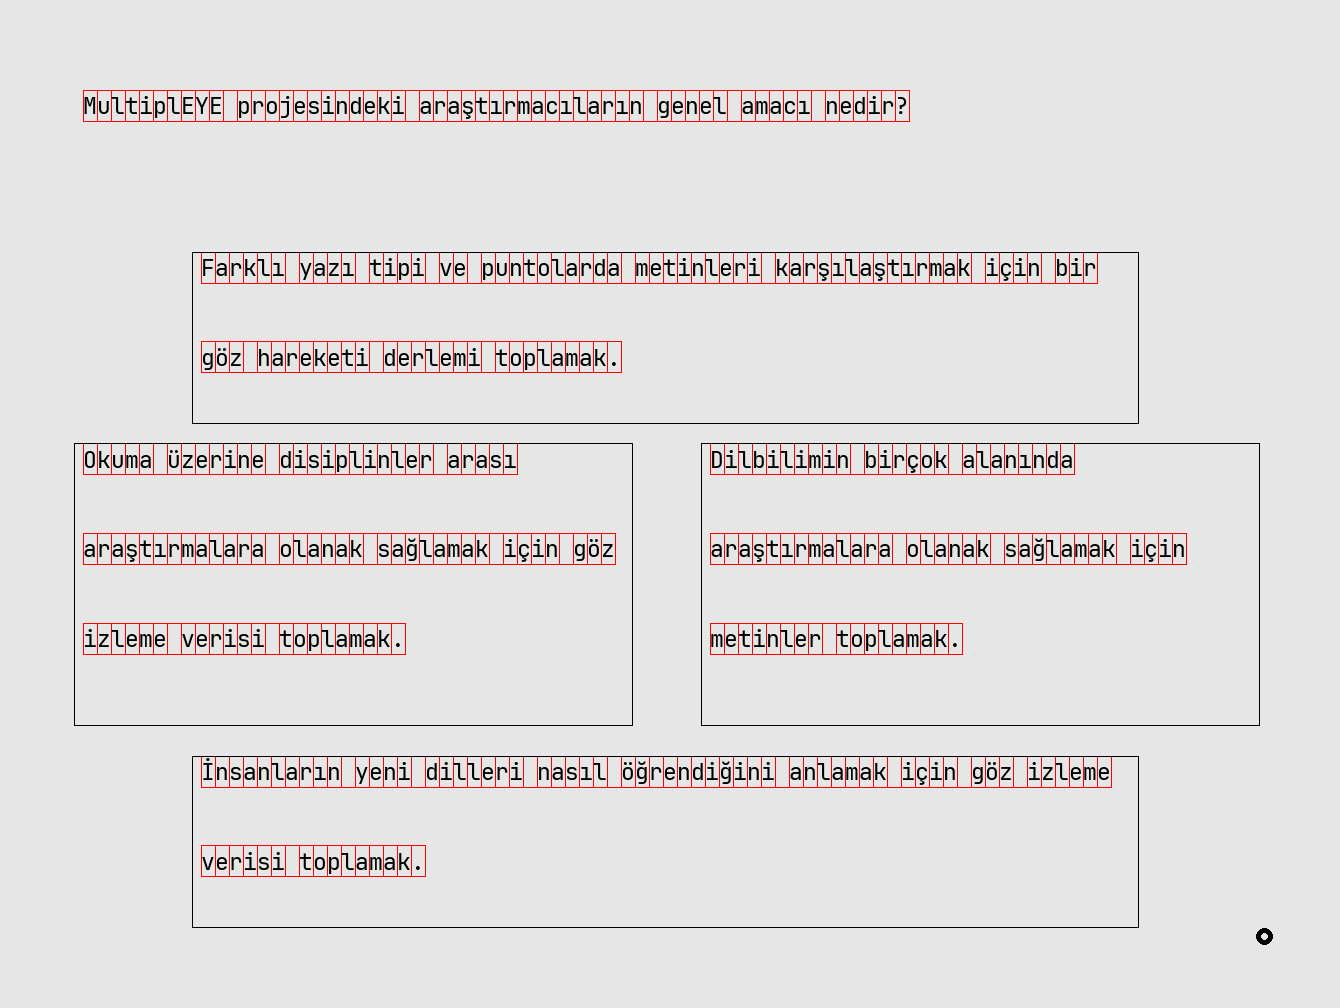 MultiplEYE projesindeki araştırmacıların genel amacı nedir?
Farklı yazı tipi ve puntolarda metinleri karşılaştırmak için bir
göz hareketi derlemi toplamak.
Okuma üzerine disiplinler arası
araştırmalara olanak sağlamak için göz
izleme verisi toplamak.
Dilbilimin birçok alanında
araştırmalara olanak sağlamak için
metinler toplamak.
İnsanların yeni dilleri nasıl öğrendiğini anlamak için göz izleme
verisi toplamak.